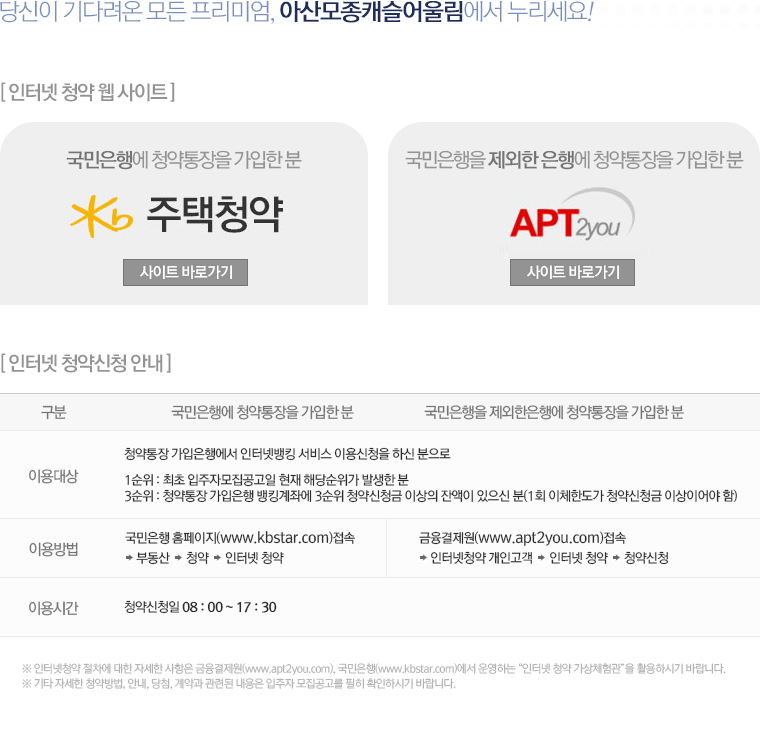 당신이 기다려온 모든 프리미엄, 아산모종캐슬어울림에서 누리세요!
[ 인터넷 청약 웹 사이트 ]
국민은행에 청약통장을 가입한 분
Kb 주택청약
사이트 바로가기
국민은행을 제외한 은행에 청약통장을 가입한 분
APT2you
사이트 바로가기
[ 인터넷 청약신청 안내 ]
구분 국민은행에 청약통장을 가입한 분 국민은행을 제외한은행에 청약통장을 가입한 분
이용대상
청약통장 가입은행에서 인터넷뱅킹 서비스 이용신청을 하신 분으로
1순위 : 최초 입주자모집공고일 현재 해당순위가 발생한 분
3순위 : 청약통장 가입은행 뱅킹계좌에 3순위 청약신청금 이상의 잔액이 있으신 분(1회 이체한도가 청약신청금 이상이어야 함)
이용방법
국민은행 홈페이지(www.kbstar.com)접속
➡ 부동산 ➡ 청약 ➡ 인터넷 청약
금융결제원(www.apt2you.com)접속
➡ 인터넷청약 개인고객 ➡ 인터넷 청약 ➡ 청약신청
이용시간 청약신청일 08 : 00 ~ 17 : 30
※ 인터넷청약 절차에 대한 자세한 사항은 금융결제원(www.apt2you.com), 국민은행(www.kbstar.com)에서 운영하는 “인터넷 청약 가상체험관”을 활용하시기 바랍니다.
※ 기타 자세한 청약방법, 안내, 당첨, 계약과 관련된 내용은 입주자 모집공고를 필히 확인하시기 바랍니다.